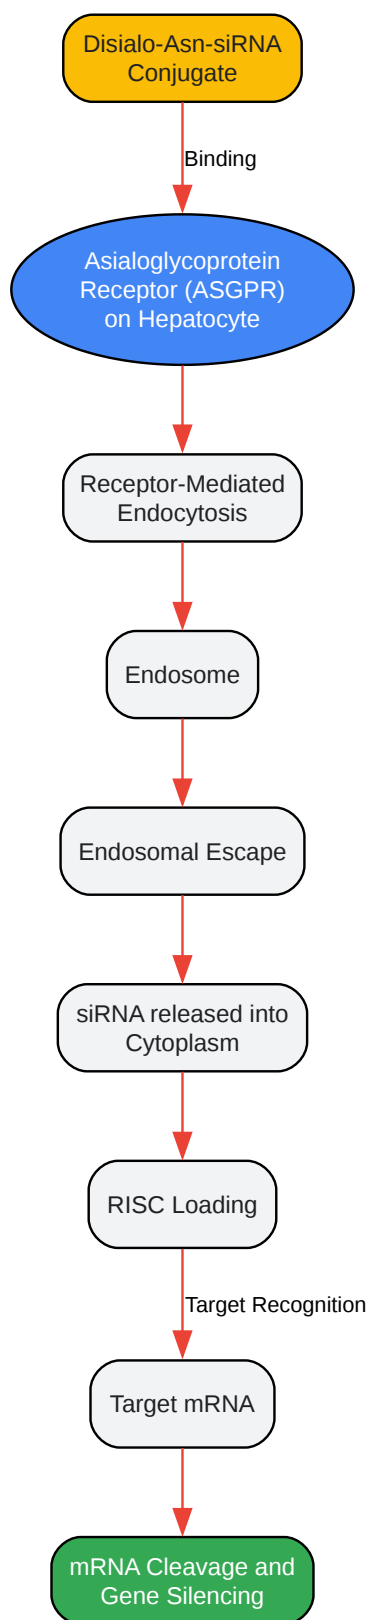 Disialo-Asn-siRNA
Conjugate
Binding
Asialoglycoprotein
Receptor (ASGPR)
on Hepatocyte
Receptor-Mediated
Endocytosis
Endosome
Endosomal Escape
siRNA released into
Cytoplasm
RISC Loading
Target Recognition
Target mRNA
mRNA Cleavage and
Gene Silencing